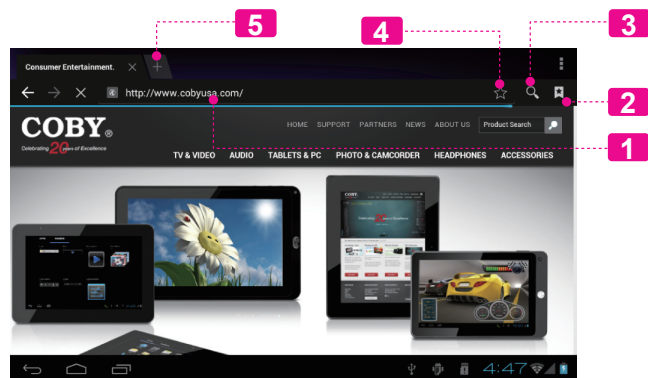 5
4
3
Consumer Entertainment.
http://www.cobyusa.com/
2
COBY®
Celebrating 20 years of Excellence
HOME SUPPORT PARTNERS NEWS ABOUT US Product Search
1
TV & VIDEO AUDIO TABLETS & PC PHOTO & CAMCORDER HEADPHONES ACCESSORIES
4:47